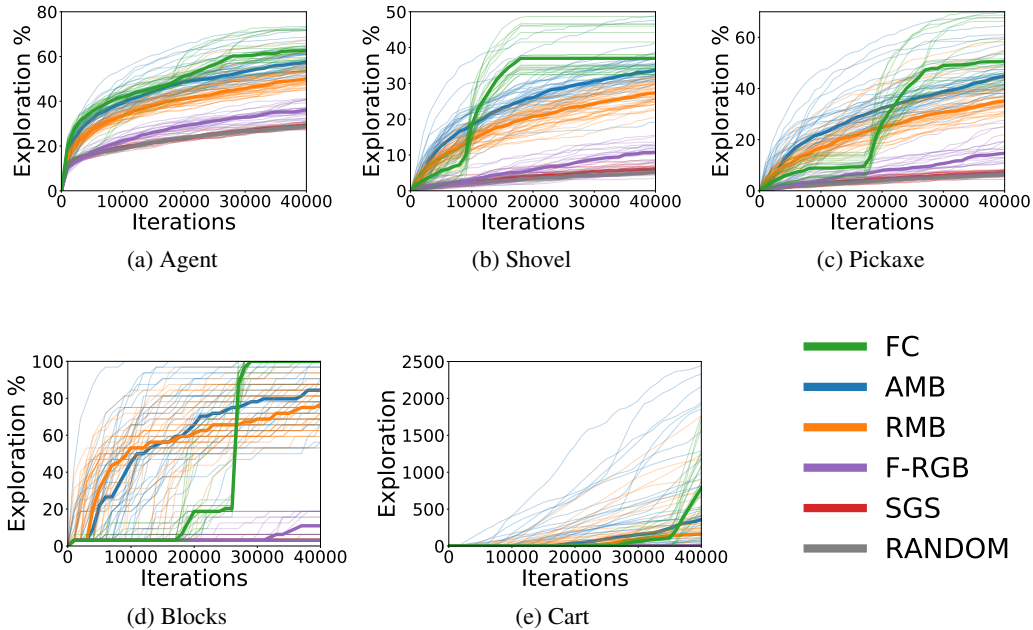 80
60
40
20
0
Exploration %
0 10000 20000 30000 40000
Iterations
(a) Agent
50
40
30
20
10
0
Exploration %
0 10000 20000 30000 40000
Iterations
(b) Shovel
60
40
20
0
Exploration %
0 10000 20000 30000 40000
Iterations
(c) Pickaxe
100
80
60
40
20
0
Exploration %
0 10000 20000 30000 40000
Iterations
(d) Blocks
2500
2000
1500
1000
500
0
Exploration
0 10000 20000 30000 40000
Iterations
(e) Cart
FC
AMB
RMB
F-RGB
SGS
RANDOM